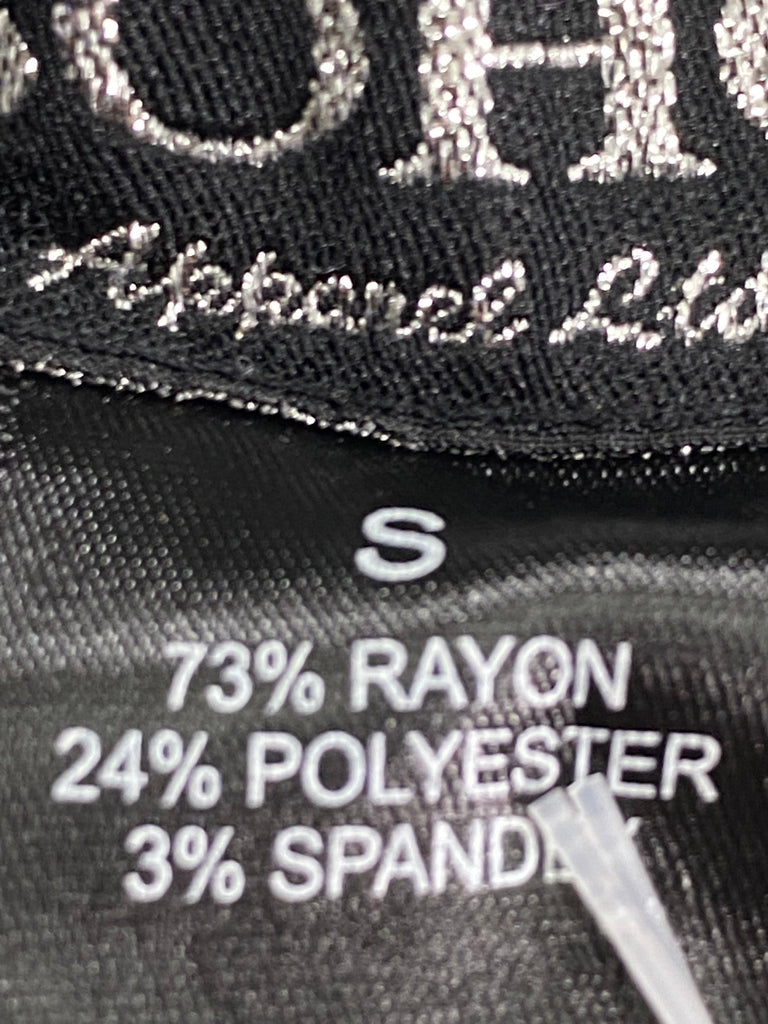 Apparel Ltd
S
73% RAYON
24% POLYESTER
3% SPANDEX